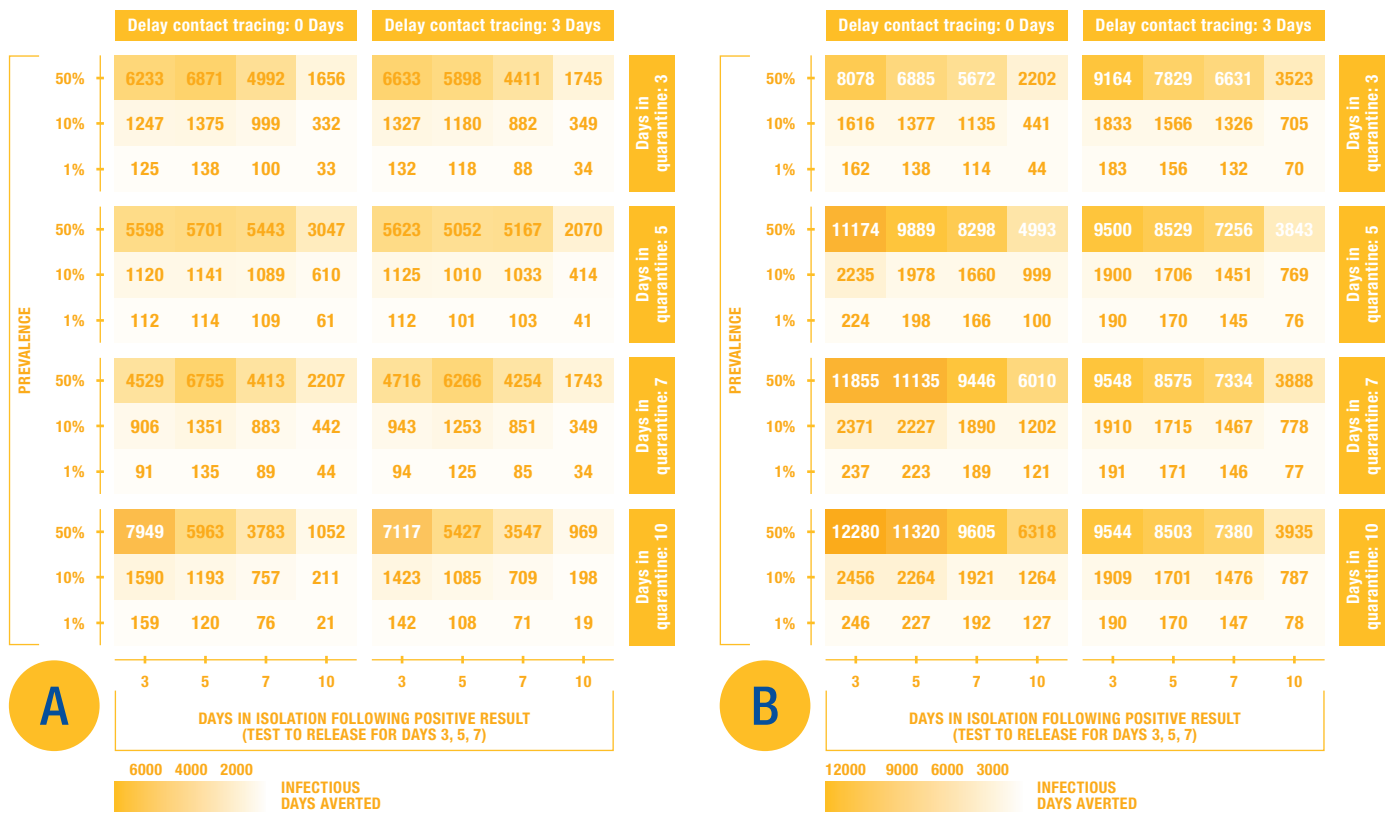 Delay contact tracing: 0 Days
Delay contact tracing: 3 Days
50% 6233 6871 4992 1656 6633 5898 4411 1745
10% 1247 1375 999 332 1327 1180 882 349
1% 125 138 100 33 132 118 88 34
Days in
quarantine: 3
50% 5598 5701 5443 3047 5623 5052 5167 2070
10% 1120 1141 1089 610 1125 1010 1033 414
1% 112 114 109 61 112 101 103 41
Days in
quarantine: 5
50% 4529 6755 4413 2207 4716 6266 4254 1743
10% 906 1351 883 442 943 1253 851 349
1% 91 135 89 44 94 125 85 34
Days in
quarantine: 7
50% 7949 5963 3783 1052 7117 5427 3547 969
10% 1590 1193 757 211 1423 1085 709 198
1% 159 120 76 21 142 108 71 19
Days in
quarantine: 10
PREVALENCE
3 5 7 10 3 5 7 10
A
DAYS IN ISOLATION FOLLOWING POSITIVE RESULT
(TEST TO RELEASE FOR DAYS 3, 5, 7)
6000 4000 2000
INFECTIOUS
DAYS AVERTED
Delay contact tracing: 0 Days
Delay contact tracing: 3 Days
50% 8078 6885 5672 2202 9164 7829 6631 3523
10% 1616 1377 1135 441 1833 1566 1326 705
1% 162 138 114 44 183 156 132 70
Days in
quarantine: 3
50% 11174 9889 8298 4993 9500 8529 7256 3843
10% 2235 1978 1660 999 1900 1706 1451 769
1% 224 198 166 100 190 170 145 76
Days in
quarantine: 5
50% 11855 11135 9446 6010 9548 8575 7334 3888
10% 2371 2227 1890 1202 1910 1715 1467 778
1% 237 223 189 121 191 171 146 77
Days in
quarantine: 7
50% 12280 11320 9605 6318 9544 8503 7380 3935
10% 2456 2264 1921 1264 1909 1701 1476 787
1% 246 227 192 127 190 170 147 78
Days in
quarantine: 10
PREVALENCE
3 5 7 10 3 5 7 10
B
DAYS IN ISOLATION FOLLOWING POSITIVE RESULT
(TEST TO RELEASE FOR DAYS 3, 5, 7)
12000 9000 6000 3000
INFECTIOUS
DAYS AVERTED